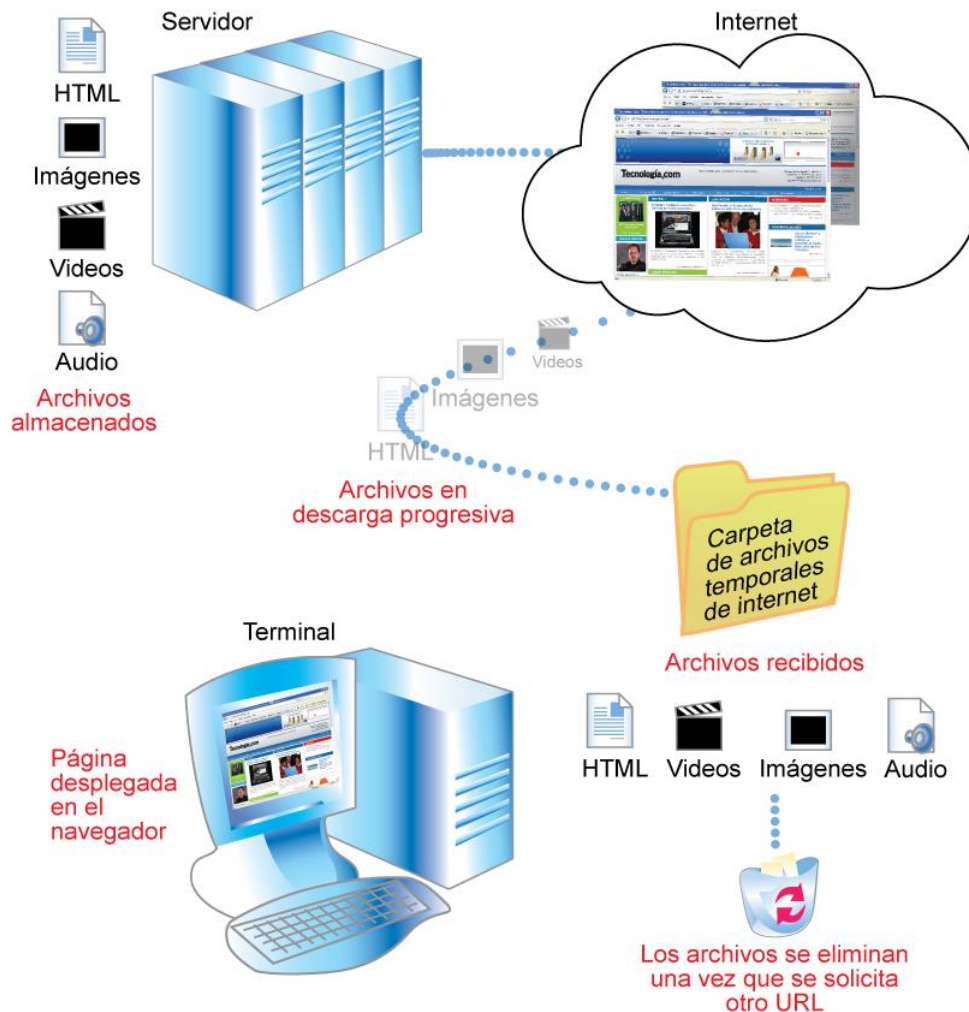 Servidor
Internet
HTML
Imágenes
Videos
Audio
Archivos
almacenados
Tecnología.com
Videos
Imágenes
HTML
Archivos en
descarga progresiva
Carpeta
de archivos
temporales
de internet
Archivos recibidos
HTML
Videos
Imágenes
Audio
Terminal
Tecnología.com
Página
desplegada
en el
navegador
Los archivos se eliminan
una vez que se solicita
otro URL